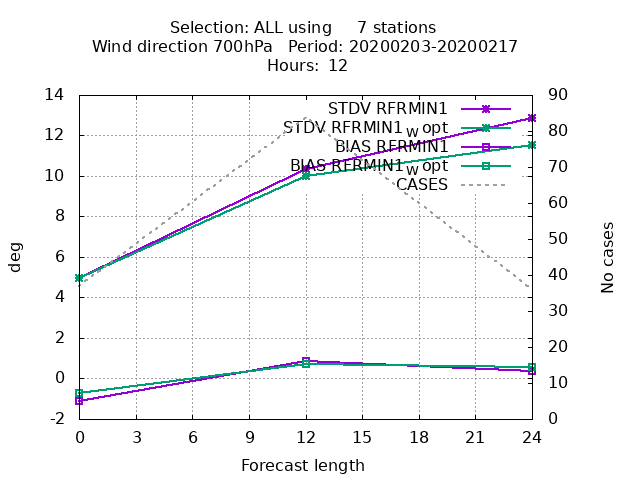 Selection: ALL using 7 stations
Wind direction 700hPa Period: 20200203-20200217
Hours: 12
STDV RFRMIN1
STDV RFRMIN1w opt
BIAS RFRMIN1
BIAS RFRMIN1w opt
CASES
14
12
10
8
6
4
2
0
-2
deg
90
80
70
60
50
40
30
20
10
0
No cases
0 3 6 9 12 15 18 21 24
Forecast length